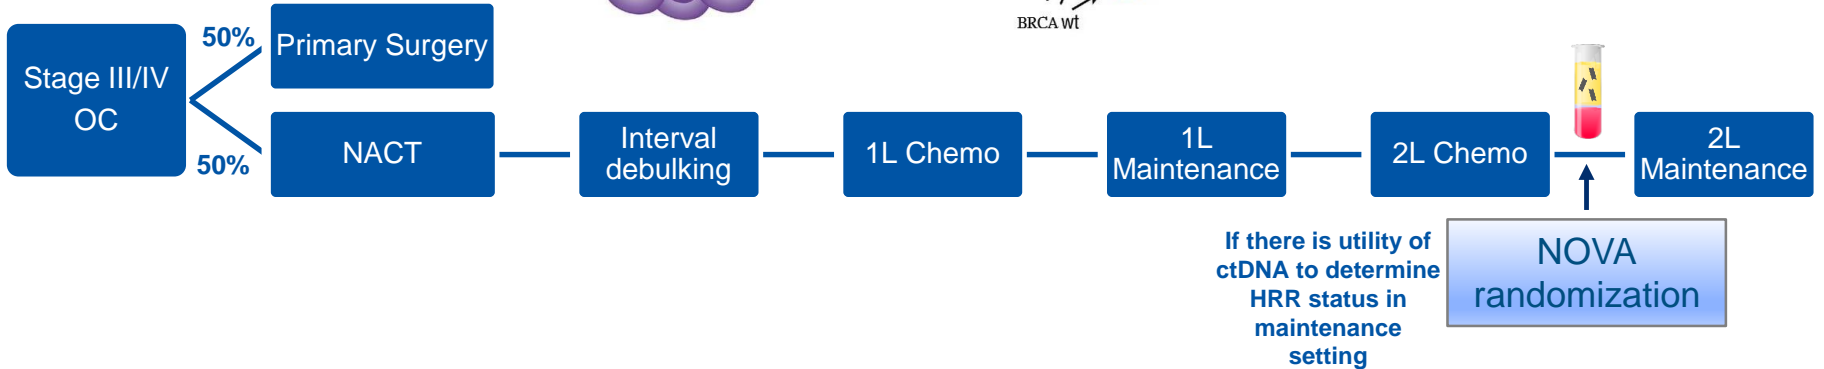 BRCA wt
50%
Primary Surgery
Stage III/IV
OC
50%
NACT
Interval
debulking
1L Chemo
1L
Maintenance
2L Chemo
2L
Maintenance
If there is utility of
ctDNA to determine
HRR status in
maintenance
setting
NOVA
randomization